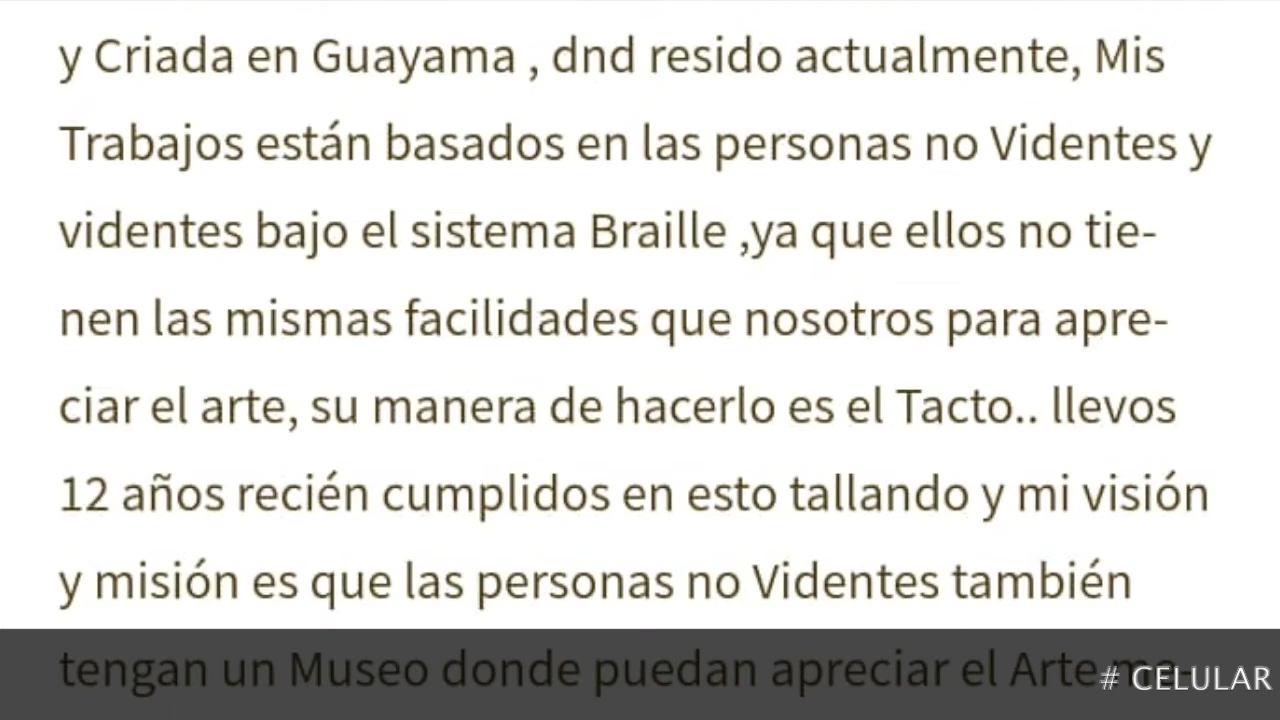 y Criada en Guayama , dnd resido actualmente, Mis
Trabajos están basados en las personas no Videntes y
videntes bajo el sistema Braille ,ya que ellos no tie-
nen las mismas facilidades que nosotros para apre-
ciar el arte, su manera de hacerlo es el Tacto.. llevos
12 años recién cumplidos en esto tallando y mi visión
y misión es que las personas no Videntes también
tengan un Museo donde puedan apreciar el Arte me-
# CELULAR